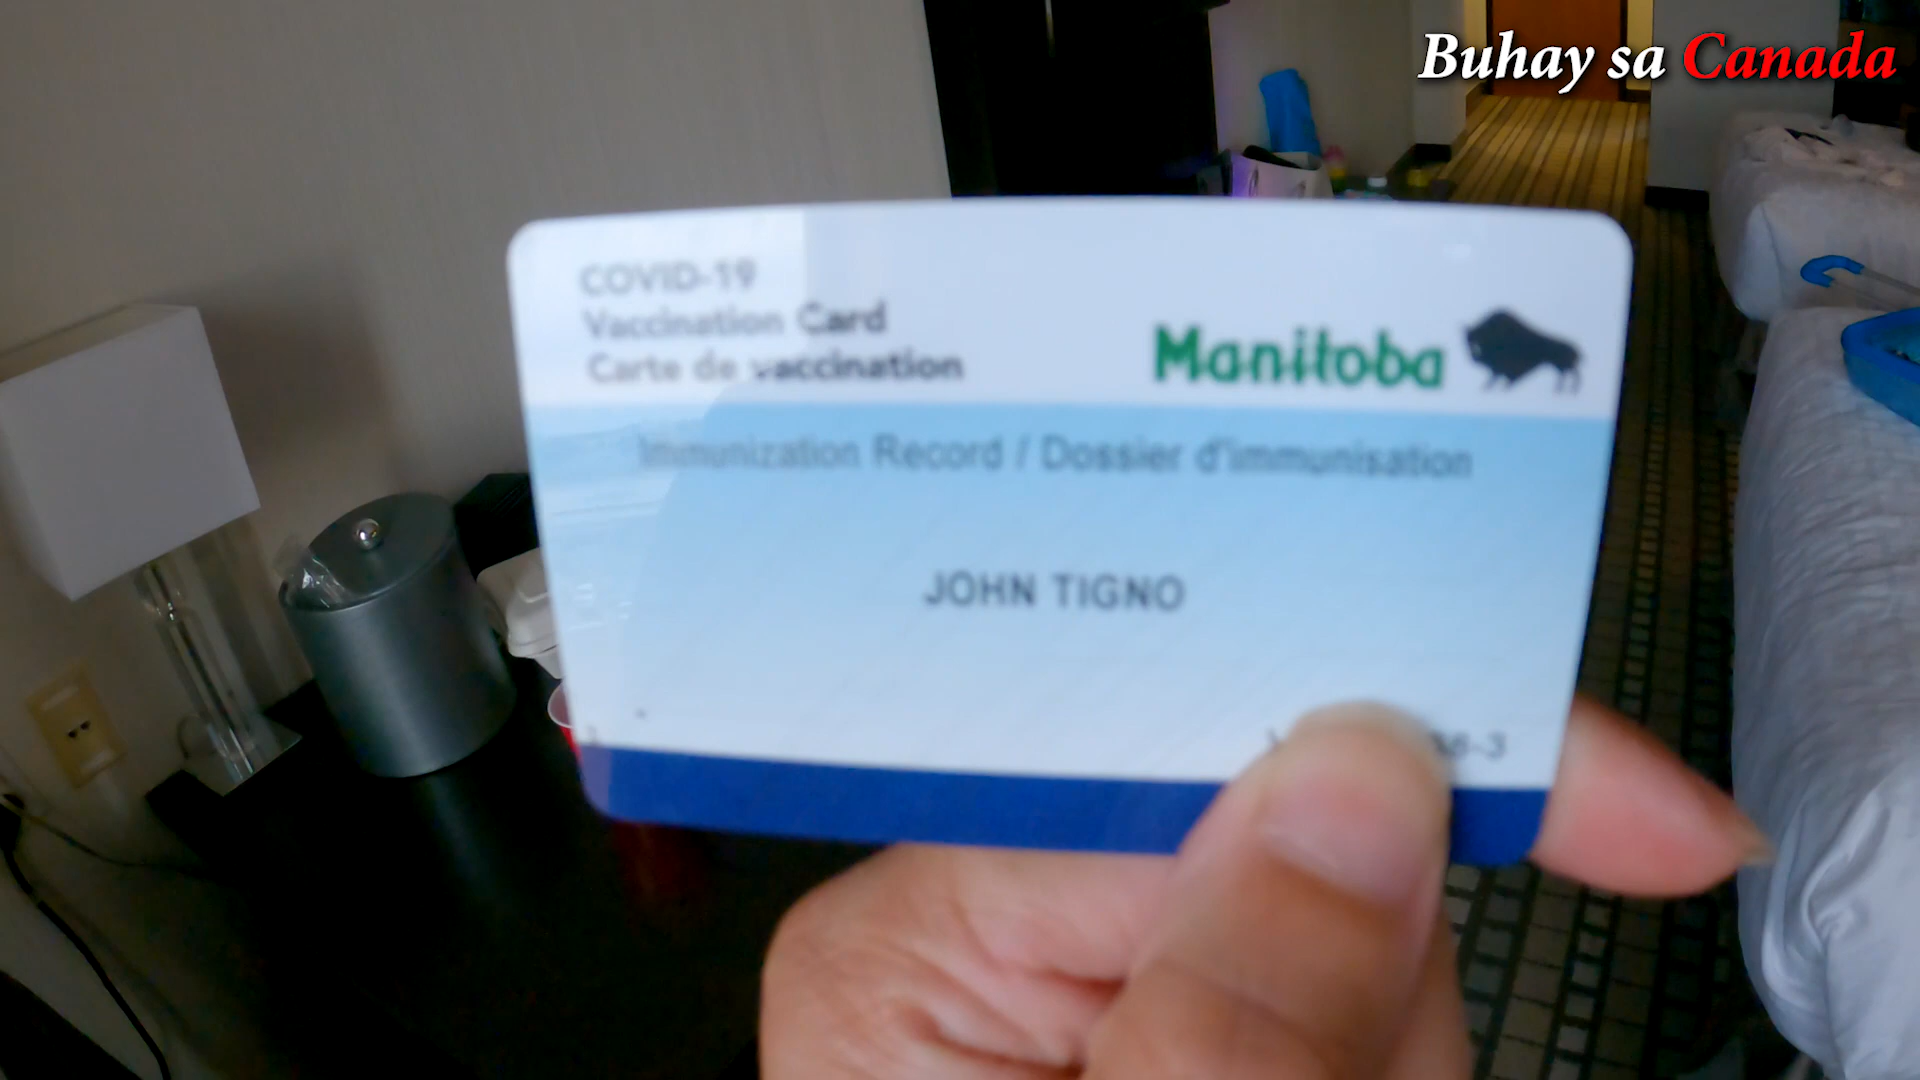 Buhay sa Canada
COVID-19
Vaccination Card
Carte de vaccination
Manitoba
Immunization Record / Dossier d'immunisation
JOHN TIGNO